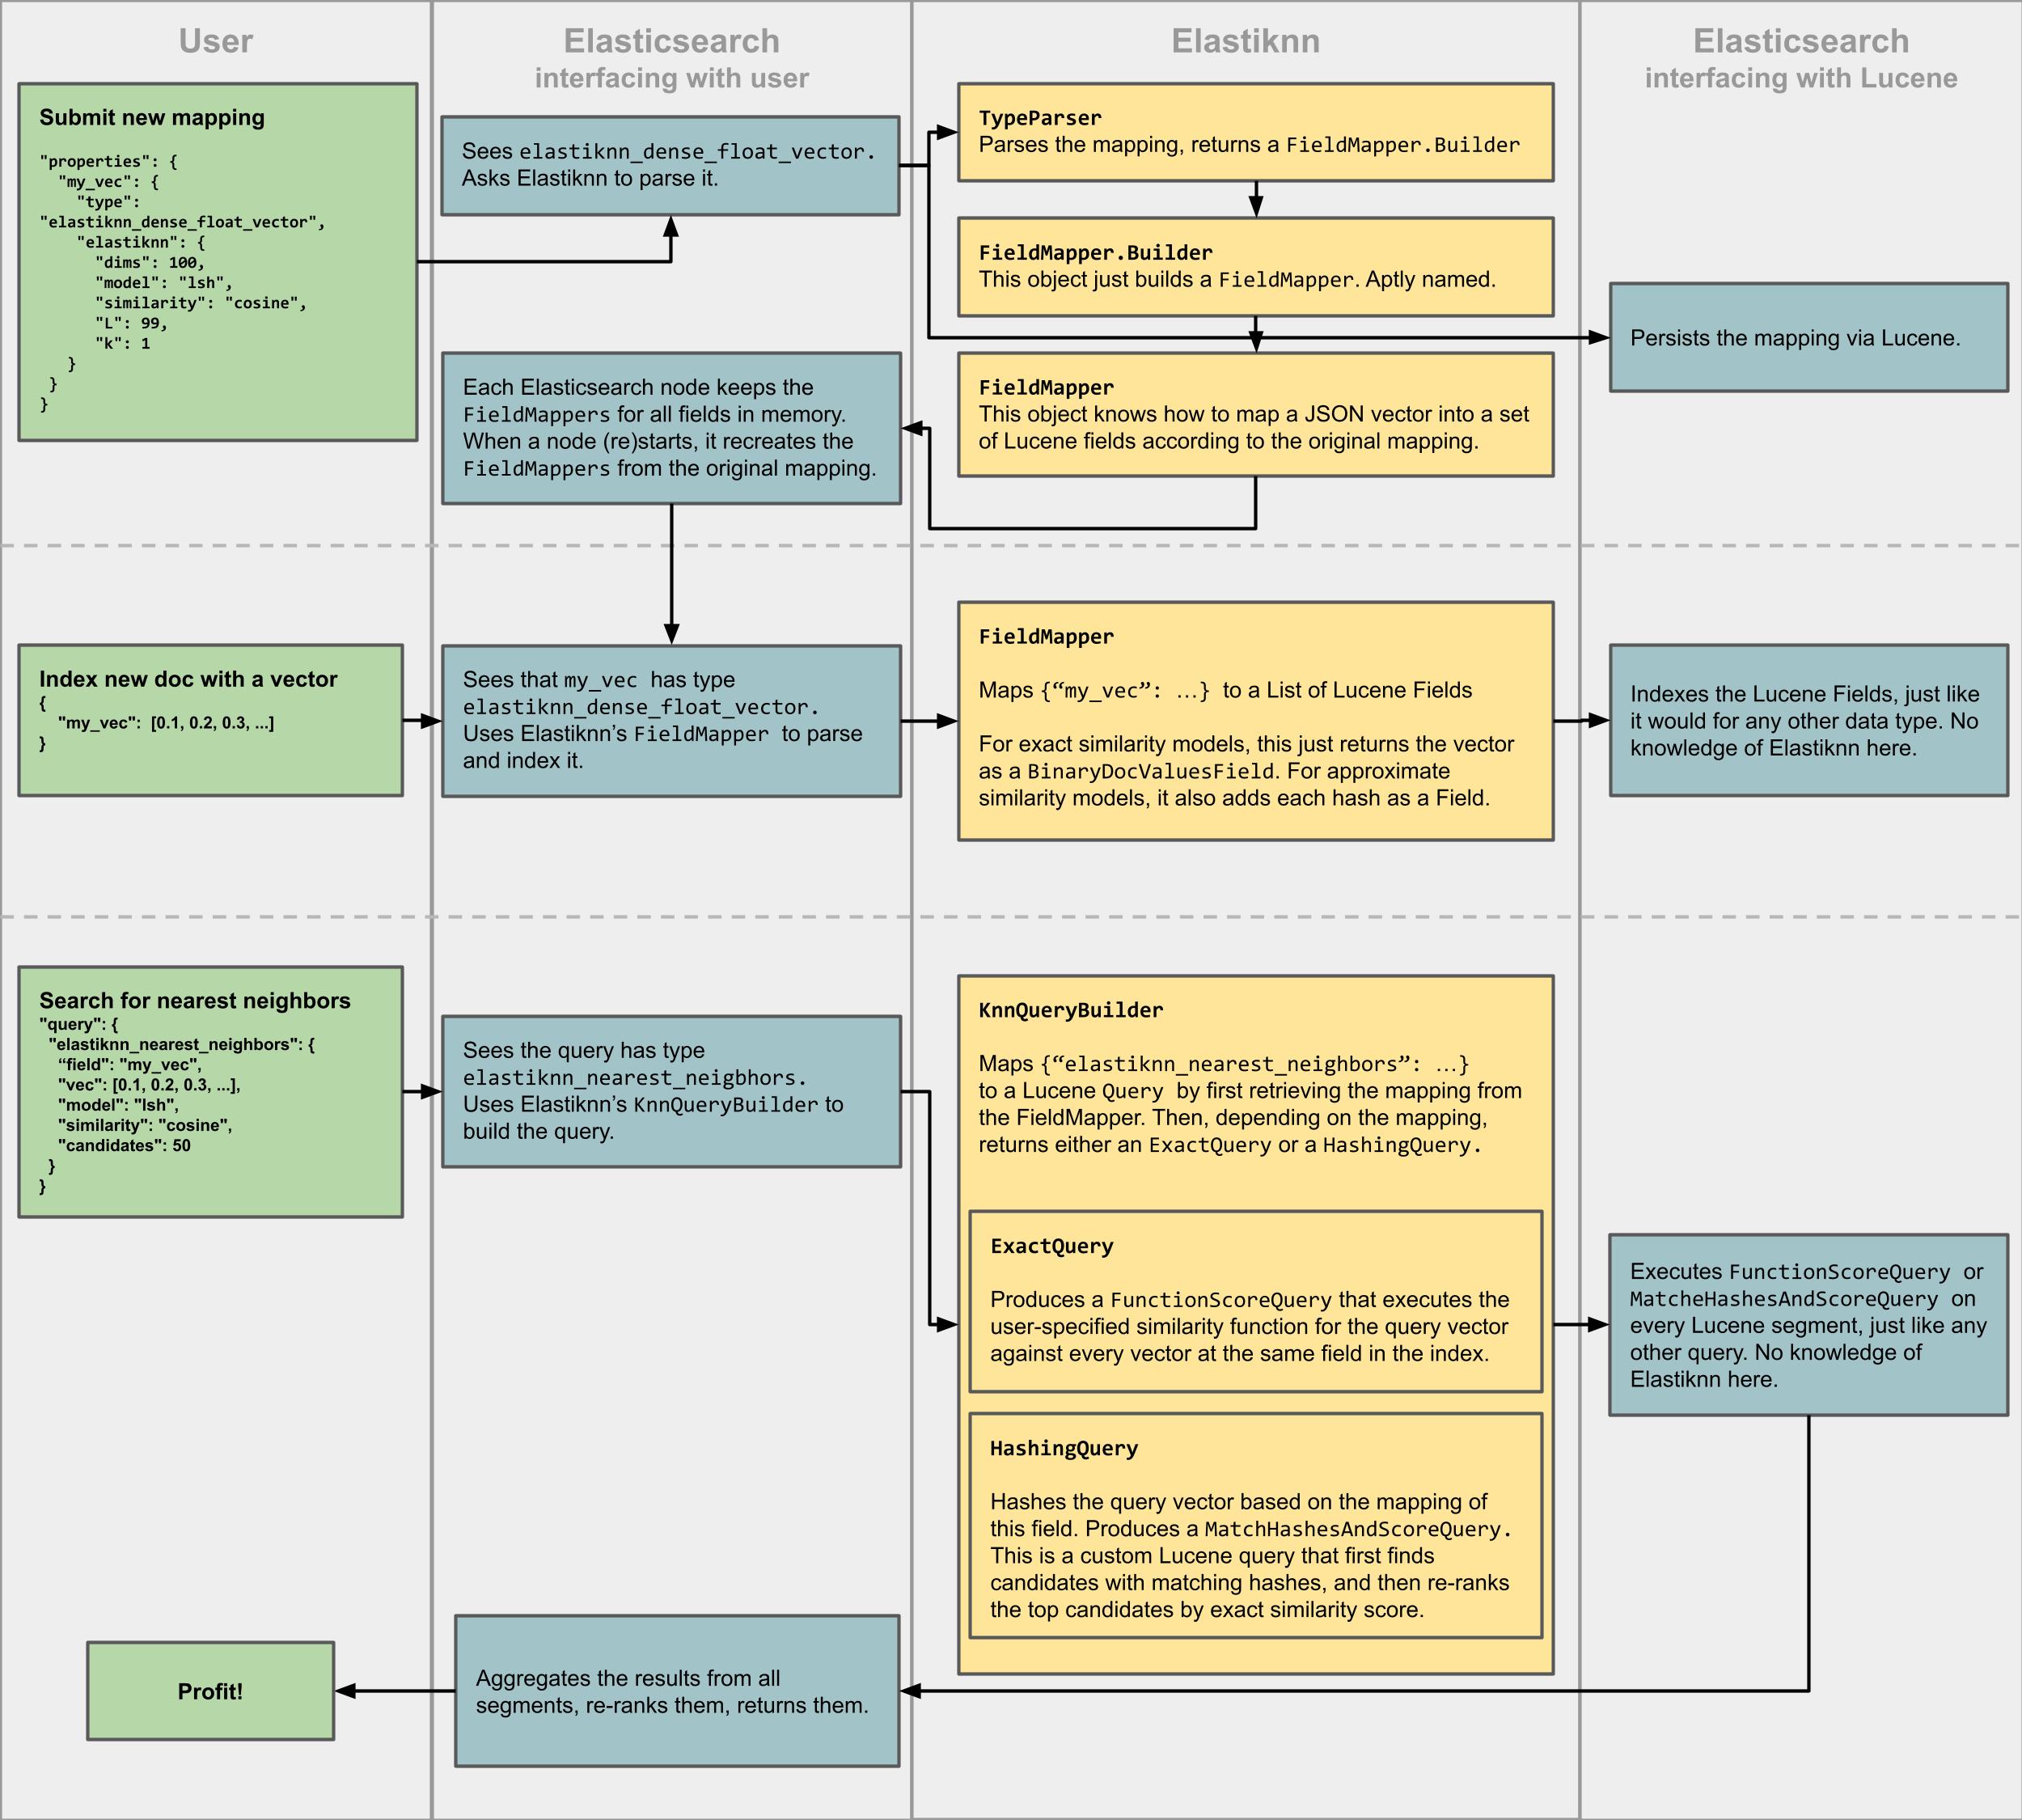 User
Elasticsearch
interfacing with user
Elastiknn
Elasticsearch
interfacing with Lucene
Submit new mapping
"properties": {
"my_vec": {
"type":
"elastiknn_dense_float_vector",
"elastiknn": {
"dims": 100,
"model": "lsh",
"similarity": "cosine",
"L": 99,
"k": 1
}
}
}
Sees elastiknn_dense_float_vector.
Asks Elastiknn to parse it.
TypeParser
Parses the mapping, returns a FieldMapper.Builder
FieldMapper.Builder
This object just builds a FieldMapper. Aptly named.
Persists the mapping via Lucene.
FieldMapper
This object knows how to map a JSON vector into a set
of Lucene fields according to the original mapping.
Each Elasticsearch node keeps the
FieldMappers for all fields in memory.
When a node (re)starts, it recreates the
FieldMappers from the original mapping.
Index new doc with a vector
{
"my_vec": [0.1, 0.2, 0.3, ...]
}
Sees that my_vec has type
elastiknn_dense_float_vector.
Uses Elastiknn’s FieldMapper to parse
and index it.
FieldMapper
Maps {“my_vec”: …} to a List of Lucene Fields
For exact similarity models, this just returns the vector
as a BinaryDocValuesField. For approximate
similarity models, it also adds each hash as a Field.
Indexes the Lucene Fields, just like
it would for any other data type. No
knowledge of Elastiknn here.
Search for nearest neighbors
"query": {
"elastiknn_nearest_neighbors": {
“field": "my_vec",
"vec": [0.1, 0.2, 0.3, ...],
"model": "lsh",
"similarity": "cosine",
"candidates": 50
}
}
Sees the query has type
elastiknn_nearest_neigbhors.
Uses Elastiknn’s KnnQueryBuilder to
build the query.
KnnQueryBuilder
Maps {“elastiknn_nearest_neighbors”: …}
to a Lucene Query by first retrieving the mapping from
the FieldMapper. Then, depending on the mapping,
returns either an ExactQuery or a HashingQuery.
ExactQuery
Produces a FunctionScoreQuery that executes the
user-specified similarity function for the query vector
against every vector at the same field in the index.
HashingQuery
Hashes the query vector based on the mapping of
this field. Produces a MatchHashesAndScoreQuery.
This is a custom Lucene query that first finds
candidates with matching hashes, and then re-ranks
the top candidates by exact similarity score.
Executes FunctionScoreQuery or
MatcheHashesAndScoreQuery on
every Lucene segment, just like any
other query. No knowledge of
Elastiknn here.
Aggregates the results from all
segments, re-ranks them, returns them.
Profit!